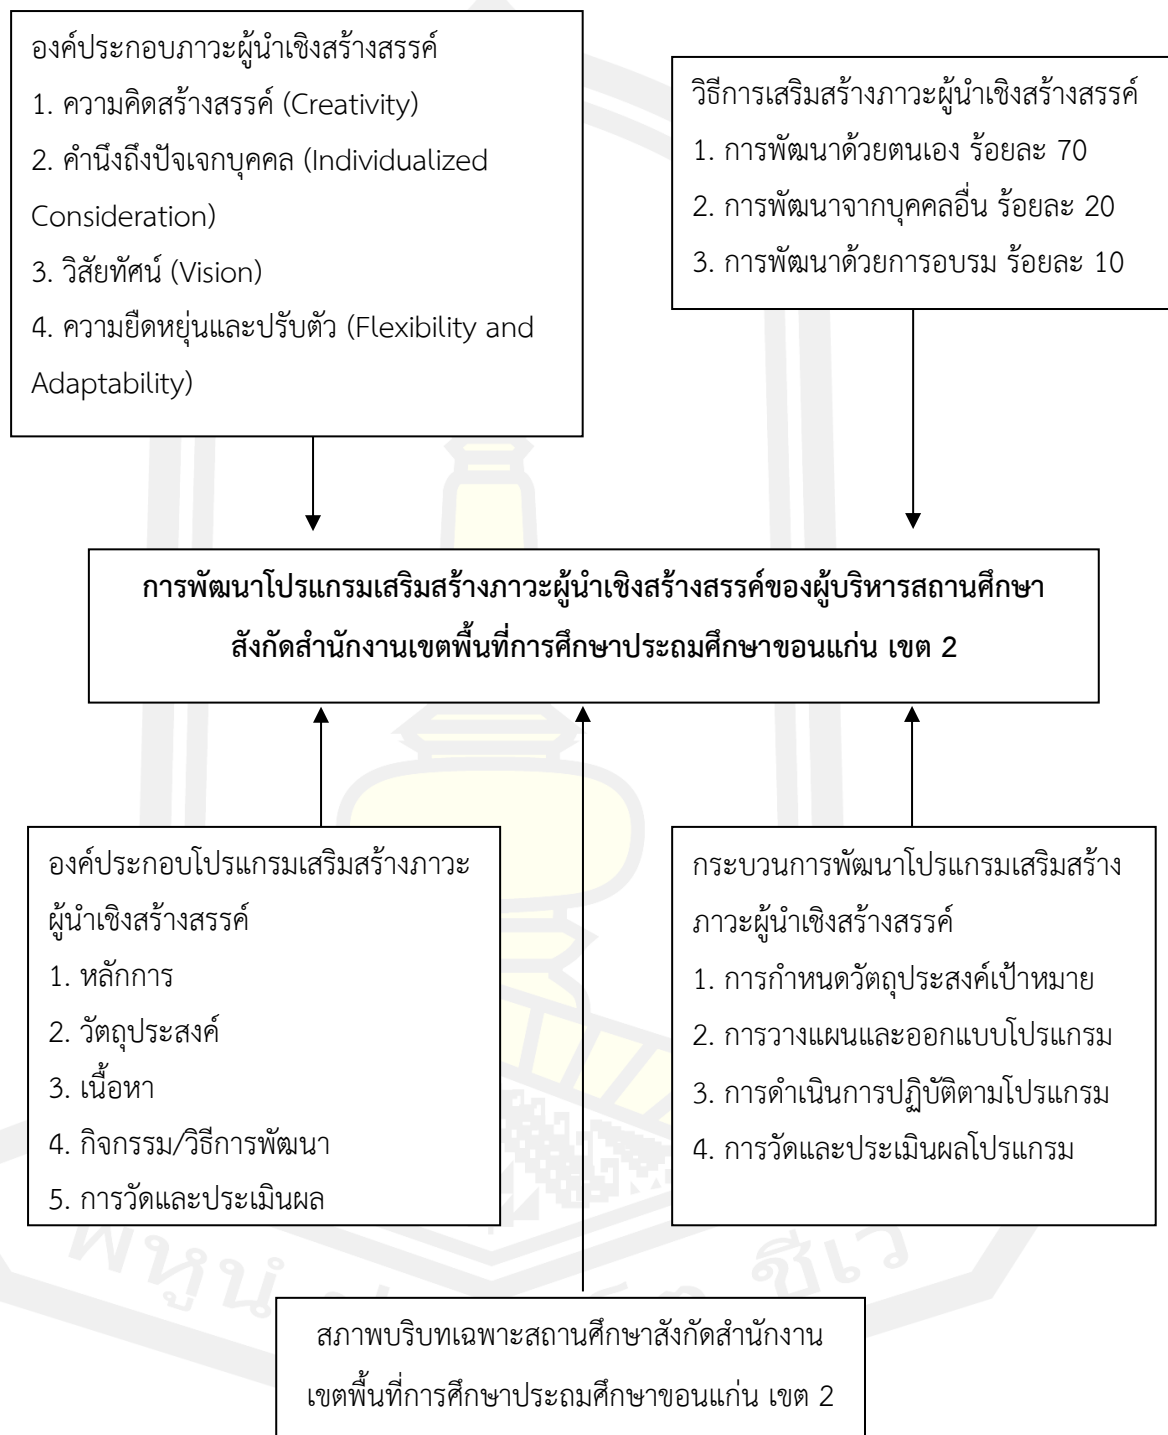 องค์ประกอบภาวะผู้นำเชิงสร้างสรรค์
1. ความคิดสร้างสรรค์ (Creativity)
2. คำนึงถึงปัจเจกบุคคล (Individualized
Consideration)
3. วิสัยทัศน์ (Vision)
4. ความยืดหยุ่นและปรับตัว (Flexibility and
Adaptability)
วิธีการเสริมสร้างภาวะผู้นำเชิงสร้างสรรค์
1. การพัฒนาด้วยตนเอง ร้อยละ 70
2. การพัฒนาจากบุคคลอื่น ร้อยละ 20
3. การพัฒนาด้วยการอบรม ร้อยละ 10
การพัฒนาโปรแกรมเสริมสร้างภาวะผู้นำเชิงสร้างสรรค์ของผู้บริหารสถานศึกษา
สังกัดสำนักงานเขตพื้นที่การศึกษาประถมศึกษาขอนแก่น เขต 2
องค์ประกอบโปรแกรมเสริมสร้างภาวะ
ผู้นำเชิงสร้างสรรค์
1. หลักการ
2. วัตถุประสงค์
3. เนื้อหา
4. กิจกรรม/วิธีการพัฒนา
5. การวัดและประเมินผล
กระบวนการพัฒนาโปรแกรมเสริมสร้าง
ภาวะผู้นำเชิงสร้างสรรค์
1. การกำหนดวัตถุประสงค์เป้าหมาย
2. การวางแผนและออกแบบโปรแกรม
3. การดำเนินการปฏิบัติตามโปรแกรม
4. การวัดและประเมินผลโปรแกรม
พหูนํ ชีเว
สภาพบริบทเฉพาะสถานศึกษาสังกัดสำนักงาน
เขตพื้นที่การศึกษาประถมศึกษาขอนแก่น เขต 2